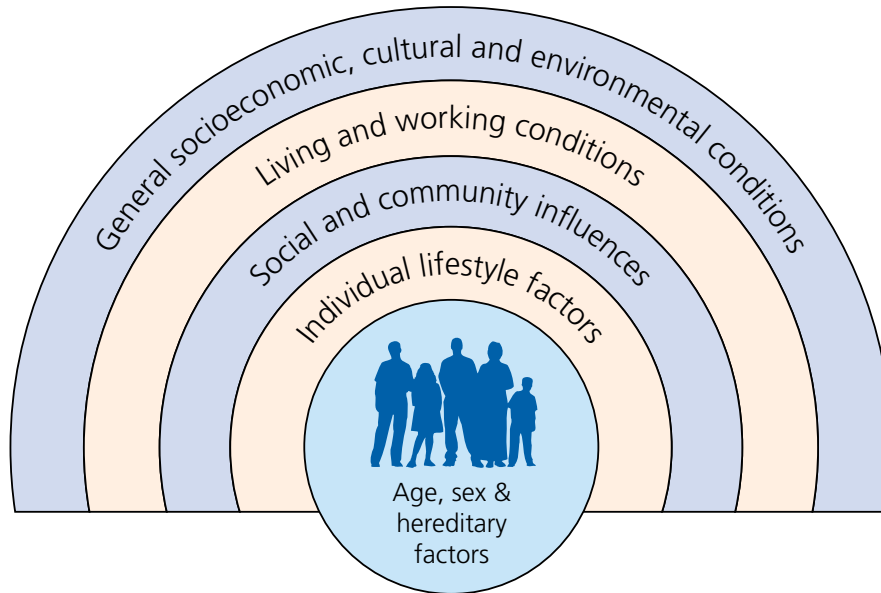 General socioeconomic, cultural and environmental conditions
Living and working conditions
Social and community influences
Individual lifestyle factors
Age, sex &
hereditary
factors